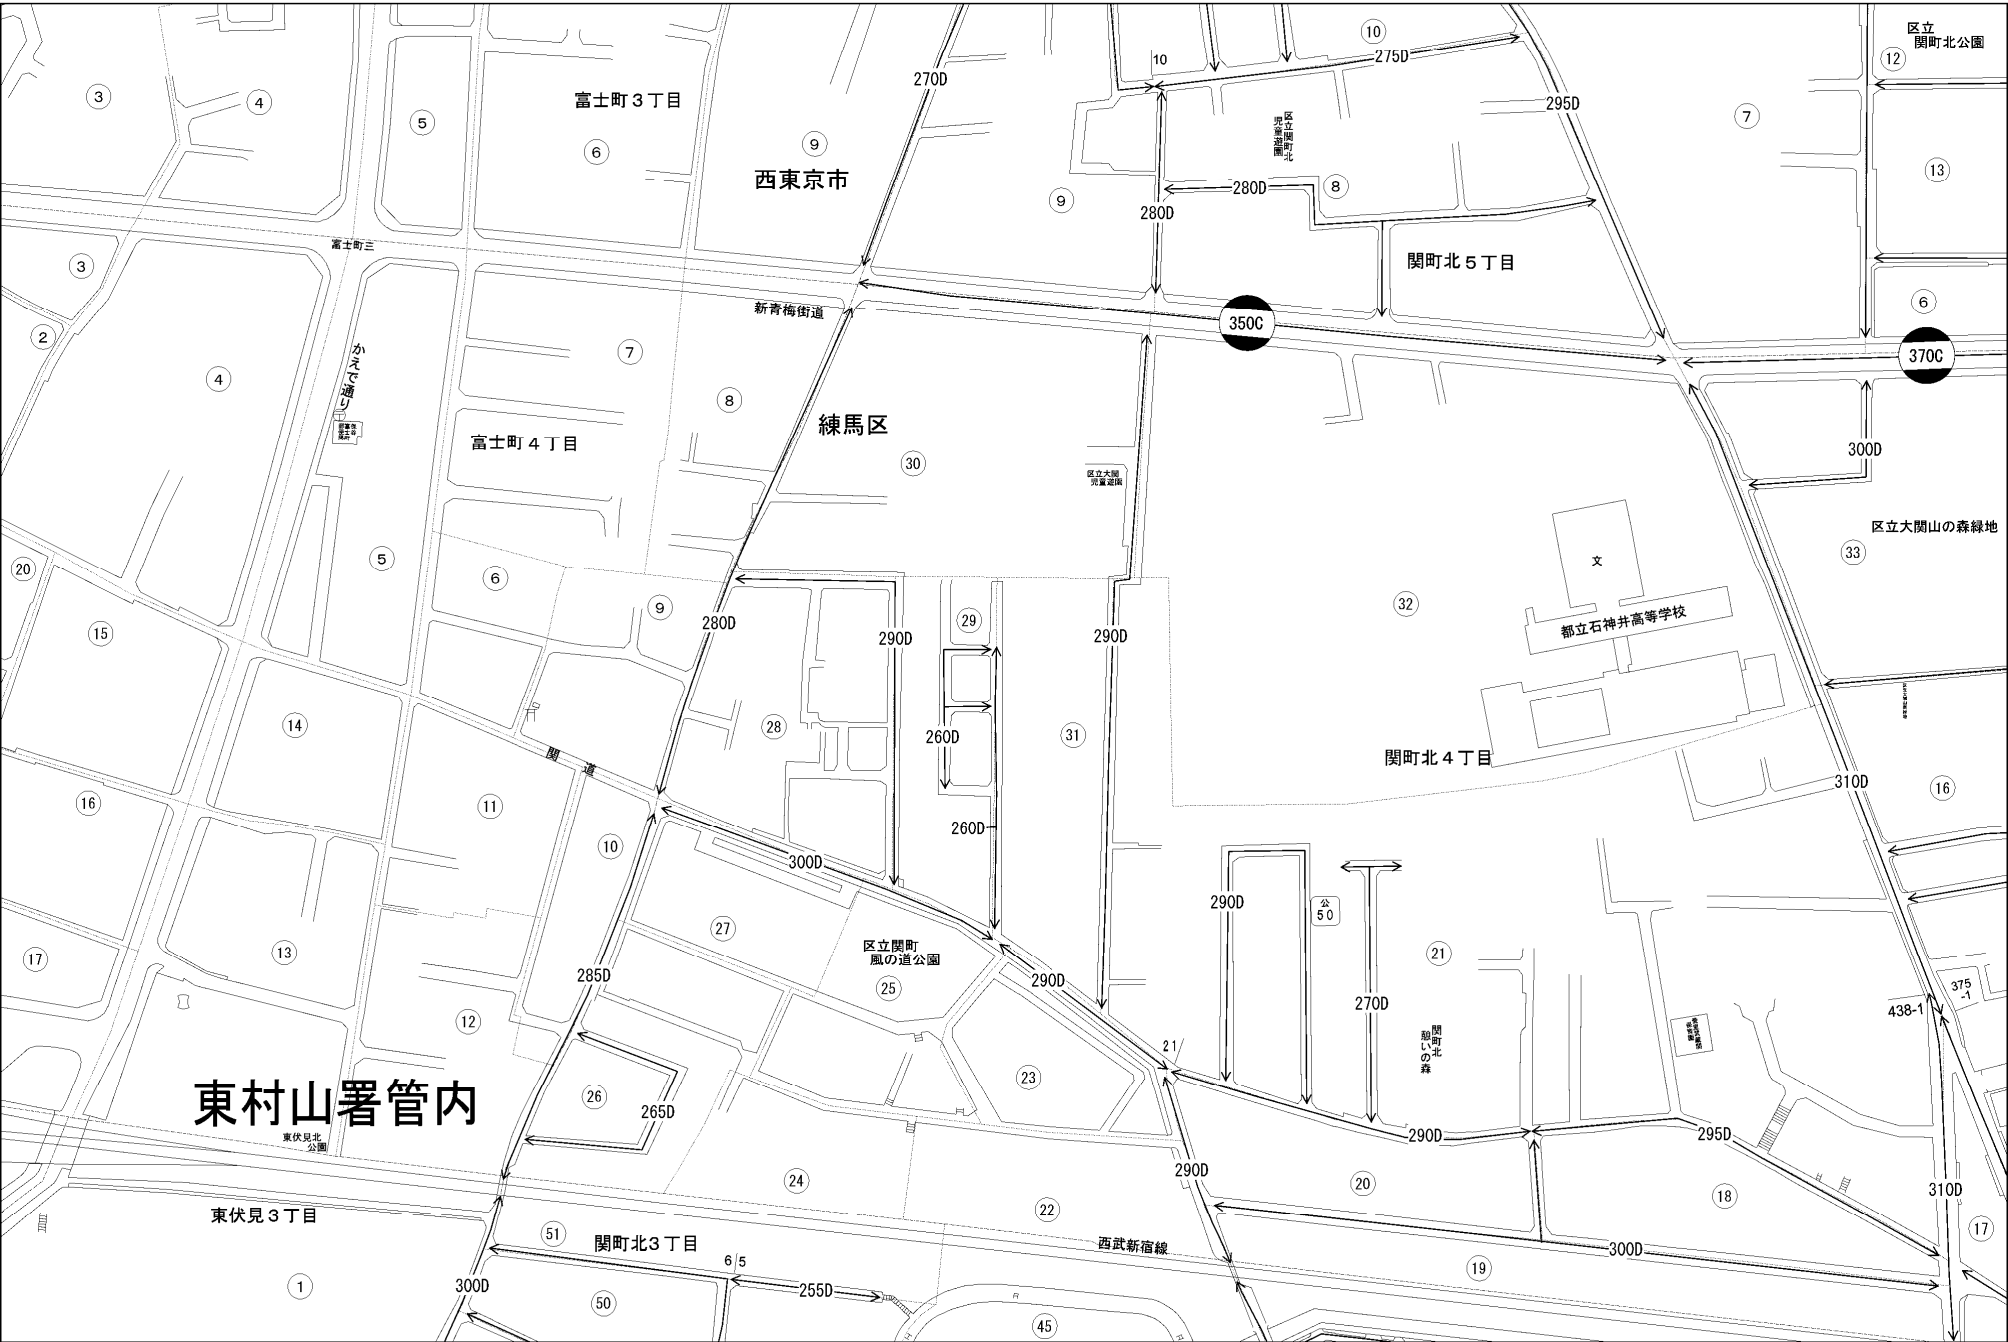 区立
関町北公園
10
12
275D
10
3
4
270D
富士町３丁目
5
295D
7
区立関町北
児童遊園
6
9
西東京市
13
9
280D
8
280D
富士町三
3
関町北５丁目
6
新青梅街道
350C
2
370C
かえで通り
7
4
8
練馬区
富士町４丁目
300D
30
区立大関
児童遊園
区立大関山の森緑地
33
文
5
20
6
9
32
29
都立石神井高等学校
280D
290D
290D
15
14
28
260D
31
関町北４丁目
関道
310D
16
16
11
260D
10
300D
290D
公
50
27
区立関町
風の道公園
21
13
17
285D
290D
25
270D
375
-1
438-1
12
関町北
憩いの森
21
23
東村山署管内
26
265D
東伏見北
公園
290D
295D
290D
24
20
310D
18
東伏見３丁目
22
17
51
関町北３丁目
西武新宿線
300D
6
5
19
1
300D
255D
50
45